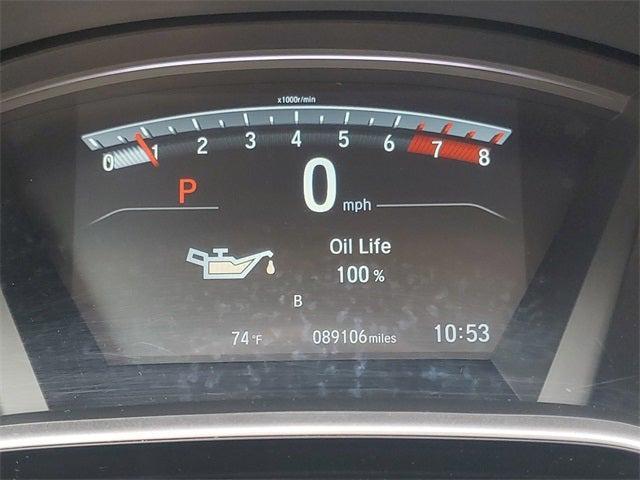 x1000r/min
0 1 2 3 4 5 6 7 8
P 0 mph
Oil Life
100 %
B
74 °F 089106 miles 10:53